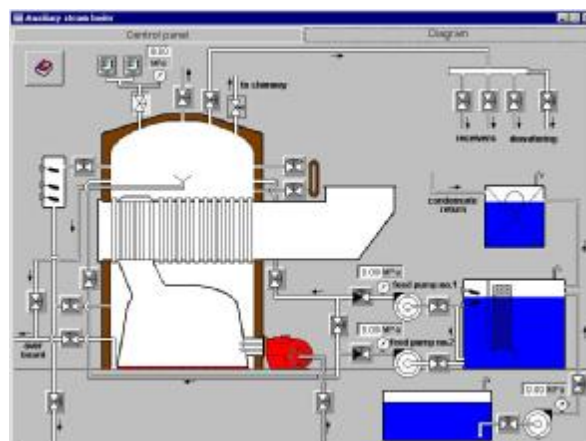 Auxiliary steam boiler
Control panel
Diagram
0.00
MPa
to chimney
receivers
dewatering
condensate
return
0.00 MPa
feed pump no.1
0.00 MPa
feed pump no.2
over
board
0.00 MPa